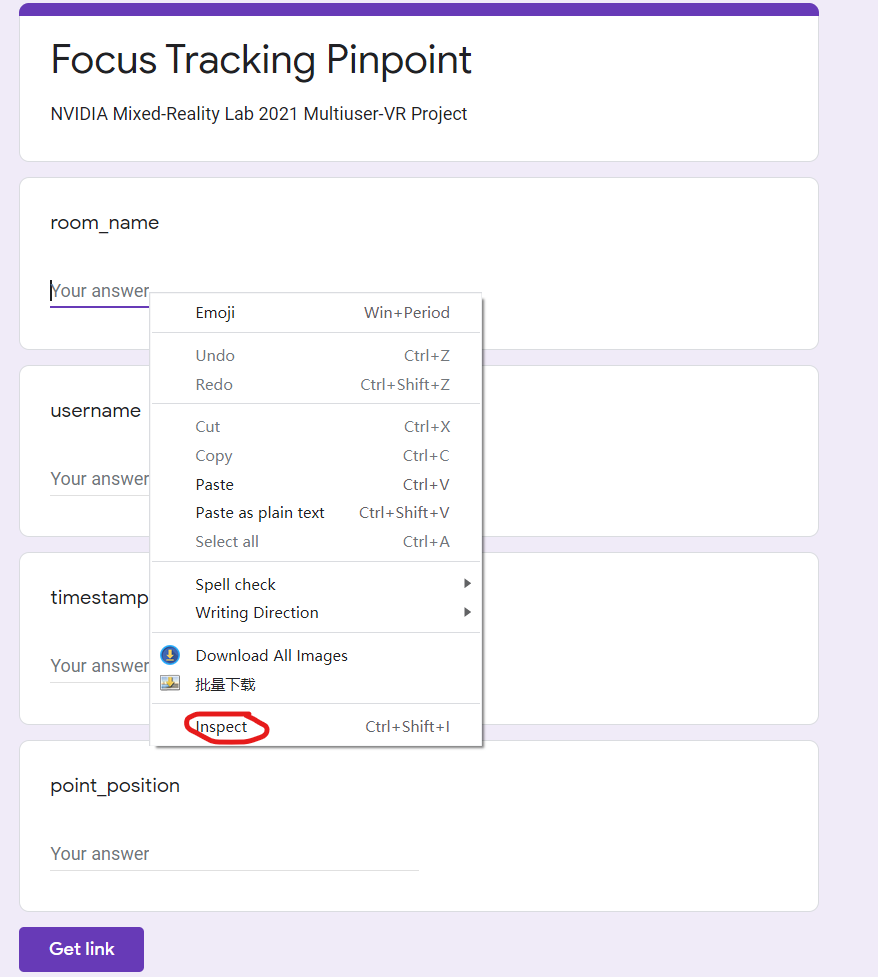 Focus Tracking Pinpoint
NVIDIA Mixed-Reality Lab 2021 Multiuser-VR Project
room_name
Your answer
Emoji Win+Period
Undo Ctrl+Z
Redo Ctrl+Shift+Z
Cut Ctrl+X
Copy Ctrl+C
Paste Ctrl+V
Paste as plain text Ctrl+Shift+V
Select all Ctrl+A
Spell check
Writing Direction
Download All Images
批量下载
Inspect Ctrl+Shift+I
username
Your answer
timestamp
Your answer
point_position
Your answer
Get link